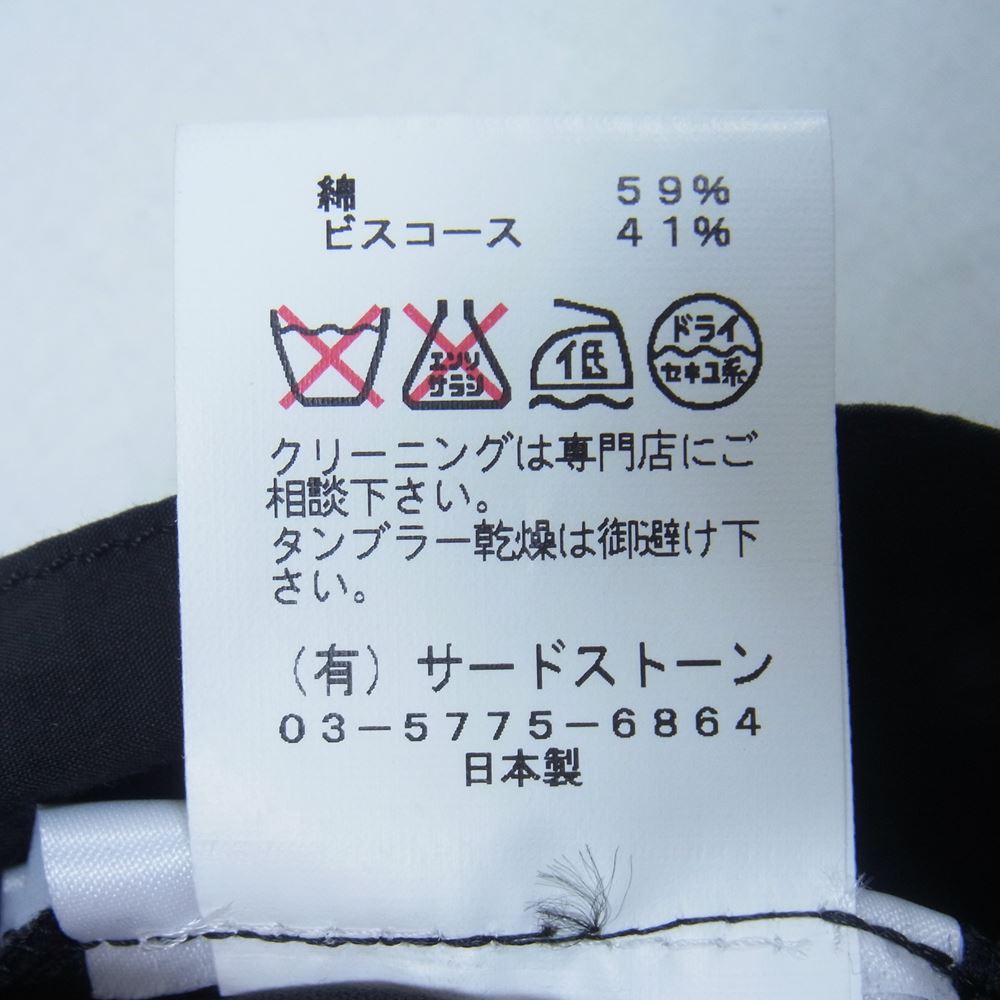 綿 59%
ビスコース 41%
エンソ サラシ 低 ドライ セキユ系
クリーニングは専門店にご
相談下さい。
タンブラー乾燥は御避け下
さい。
（有）サードストーン
03-5775-6864
日本製